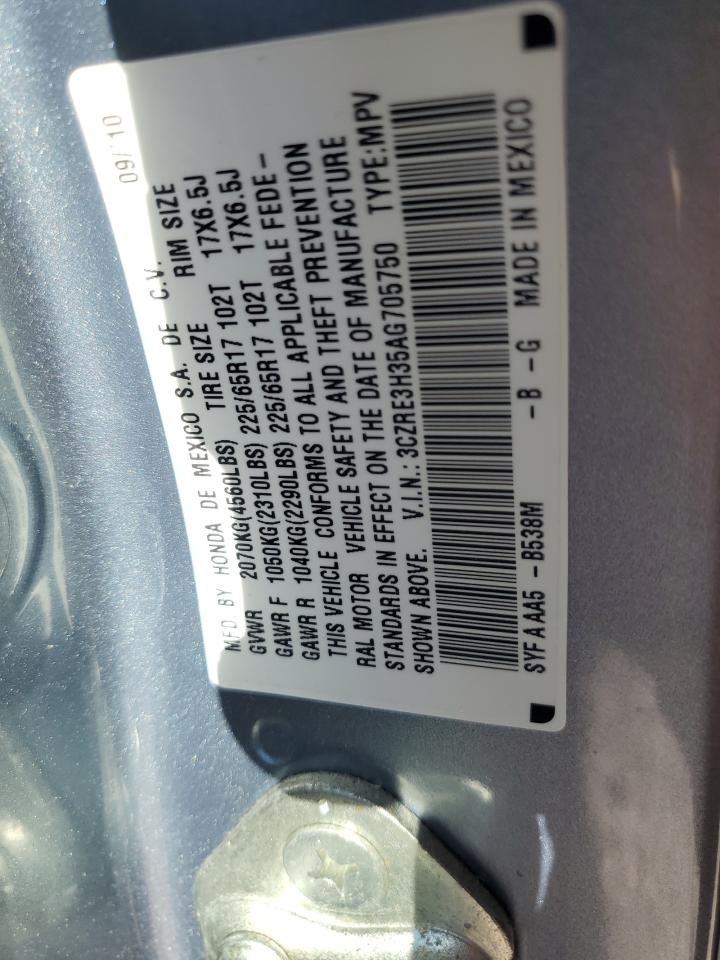 09/10
MFD. BY HONDA DE MEXICO S.A. DE C.V.
GVWR 2070KG(4560LBS) TIRE SIZE RIM SIZE
GAWR F 1050KG(2310LBS) 225/65R17 102T 17X6.5J
GAWR R 1040KG(2290LBS) 225/65R17 102T 17X6.5J
THIS VEHICLE CONFORMS TO ALL APPLICABLE FEDE-
RAL MOTOR VEHICLE SAFETY AND THEFT PREVENTION
STANDARDS IN EFFECT ON THE DATE OF MANUFACTURE
SHOWN ABOVE. V.I.N.: 3CZRE3H35AG705750 TYPE:MPV
SYF A AA5 -B538M -B -G MADE IN MEXICO